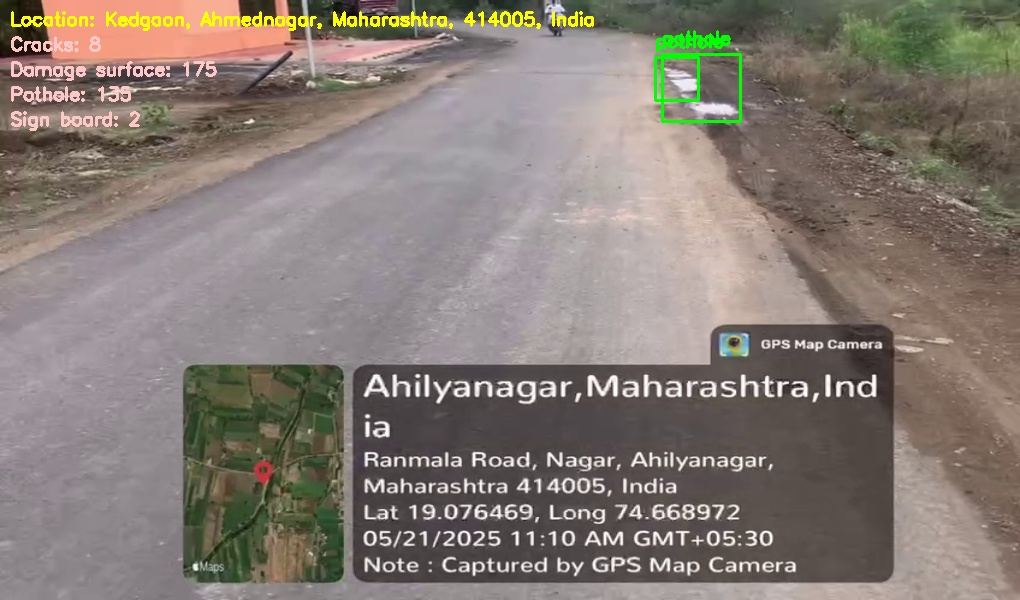 Location: Kedgaon, Ahmednagar, Maharashtra, 414005, India
Cracks: 8
Damage surface: 175
Pothole: 135
Sign board: 2
pothole
pothole
GPS Map Camera
Ahilyanagar,Maharashtra,Ind
ia
Ranmala Road, Nagar, Ahilyanagar,
Maharashtra 414005, India
Lat 19.076469, Long 74.668972
05/21/2025 11:10 AM GMT+05:30
Note : Captured by GPS Map Camera
Maps